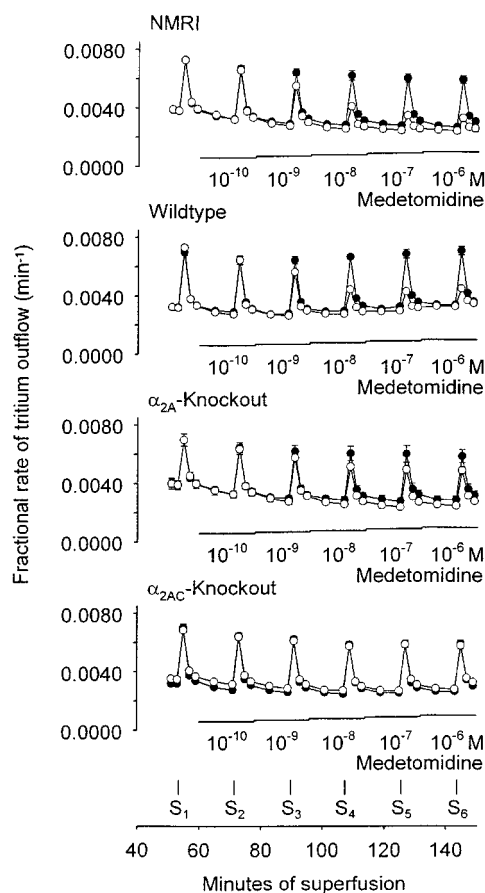 NMRI
0.0080
0.0040
0.0000
10⁻¹⁰ 10⁻⁹ 10⁻⁸ 10⁻⁷ 10⁻⁶ M
Medetomidine
Wildtype
0.0080
0.0040
0.0000
10⁻¹⁰ 10⁻⁹ 10⁻⁸ 10⁻⁷ 10⁻⁶ M
Medetomidine
α₂A-Knockout
0.0080
0.0040
0.0000
10⁻¹⁰ 10⁻⁹ 10⁻⁸ 10⁻⁷ 10⁻⁶ M
Medetomidine
α₂AC-Knockout
0.0080
0.0040
0.0000
10⁻¹⁰ 10⁻⁹ 10⁻⁸ 10⁻⁷ 10⁻⁶ M
Medetomidine
Fractional rate of tritium outflow (min⁻¹)
S₁ S₂ S₃ S₄ S₅ S₆
40 60 80 100 120 140
Minutes of superfusion